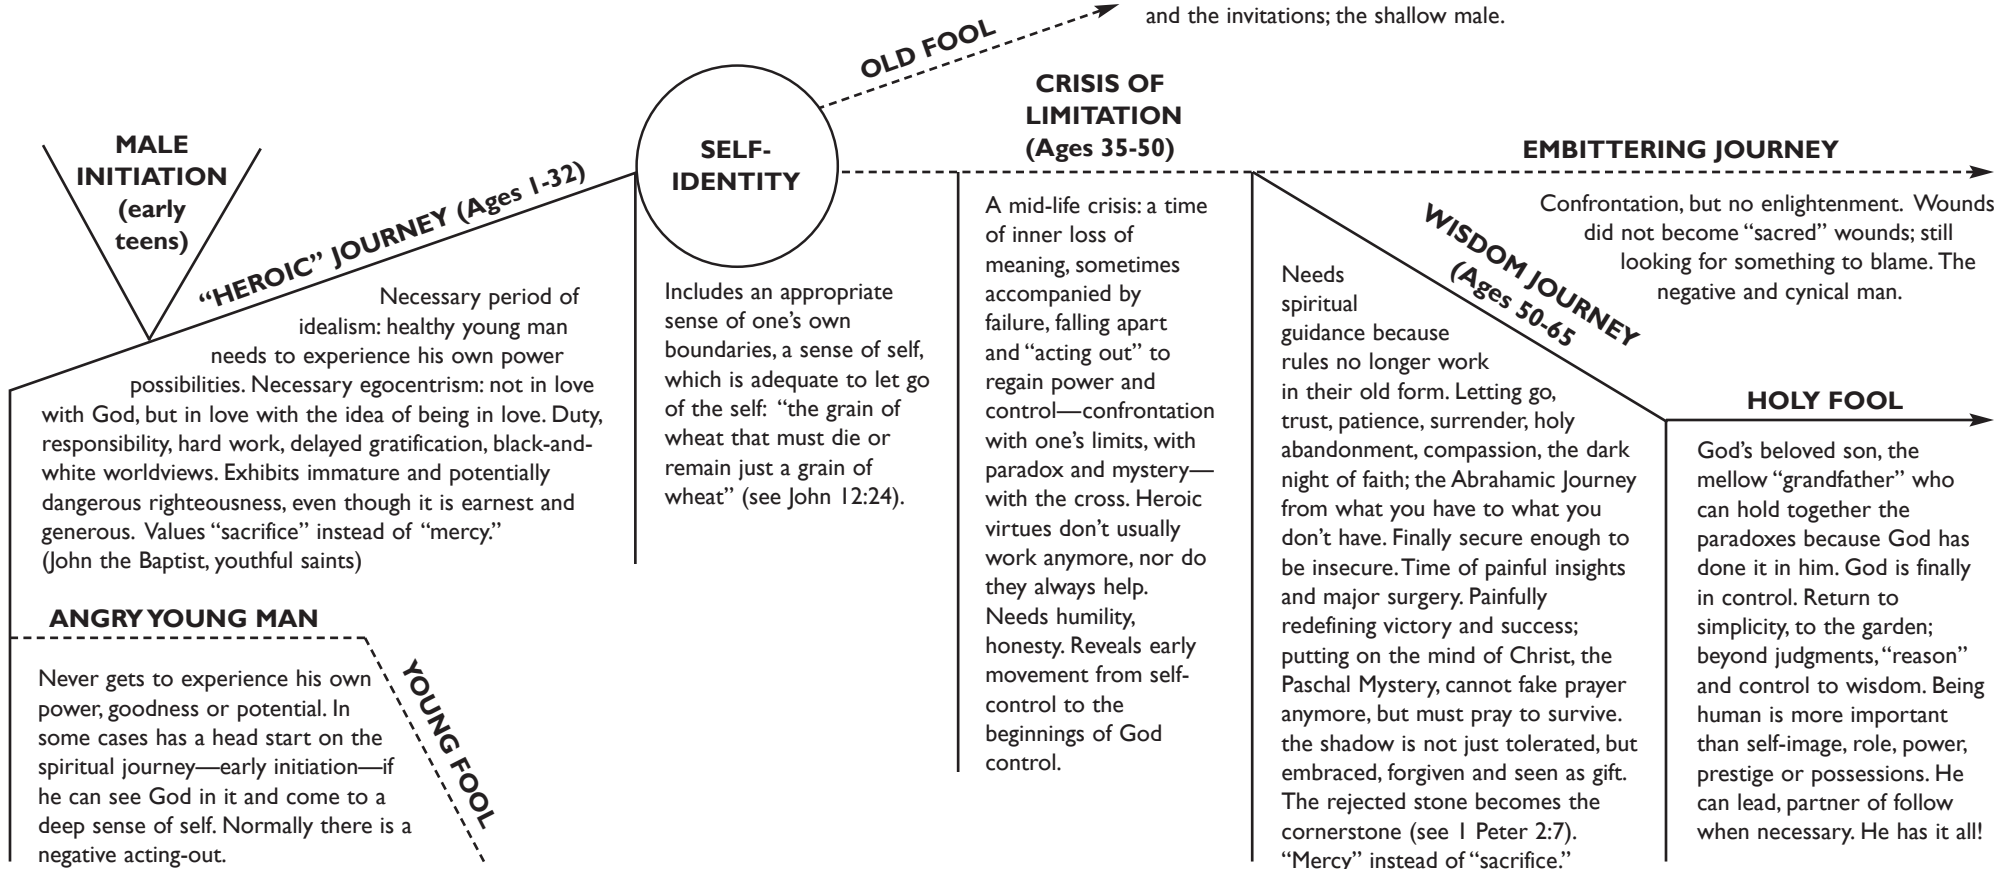 and the invitations; the shallow male.
OLD FOOL
MALE
INITIATION
(early
teens)
“HEROIC” JOURNEY (Ages 1-32)
Necessary period of
idealism: healthy young man
needs to experience his own power
possibilities. Necessary egocentrism: not in love
with God, but in love with the idea of being in love. Duty,
responsibility, hard work, delayed gratification, black-and-
white worldviews. Exhibits immature and potentially
dangerous righteousness, even though it is earnest and
generous. Values “sacrifice” instead of “mercy.”
(John the Baptist, youthful saints)
ANGRY YOUNG MAN
Never gets to experience his own
power, goodness or potential. In
some cases has a head start on the
spiritual journey—early initiation—if
he can see God in it and come to a
deep sense of self. Normally there is a
negative acting-out.
YOUNG FOOL
SELF-
IDENTITY
Includes an appropriate
sense of one’s own
boundaries, a sense of self,
which is adequate to let go
of the self: “the grain of
wheat that must die or
remain just a grain of
wheat” (see John 12:24).
CRISIS OF
LIMITATION
(Ages 35-50)
A mid-life crisis: a time
of inner loss of
meaning, sometimes
accompanied by
failure, falling apart
and “acting out” to
regain power and
control—confrontation
with one’s limits, with
paradox and mystery—
with the cross. Heroic
virtues don’t usually
work anymore, nor do
they always help.
Needs humility,
honesty. Reveals early
movement from self-
control to the
beginnings of God
control.
EMBITTERING JOURNEY
Confrontation, but no enlightenment. Wounds
did not become “sacred” wounds; still
looking for something to blame. The
negative and cynical man.
WISDOM JOURNEY
(Ages 50-65
Needs
spiritual
guidance because
rules no longer work
in their old form. Letting go,
trust, patience, surrender, holy
abandonment, compassion, the dark
night of faith; the Abrahamic Journey
from what you have to what you
don’t have. Finally secure enough to
be insecure. Time of painful insights
and major surgery. Painfully
redefining victory and success;
putting on the mind of Christ, the
Paschal Mystery, cannot fake prayer
anymore, but must pray to survive.
the shadow is not just tolerated, but
embraced, forgiven and seen as gift.
The rejected stone becomes the
cornerstone (see 1 Peter 2:7).
“Mercy” instead of “sacrifice.”
HOLY FOOL
God’s beloved son, the
mellow “grandfather” who
can hold together the
paradoxes because God has
done it in him. God is finally
in control. Return to
simplicity, to the garden;
beyond judgments, “reason”
and control to wisdom. Being
human is more important
than self-image, role, power,
prestige or possessions. He
can lead, partner of follow
when necessary. He has it all!